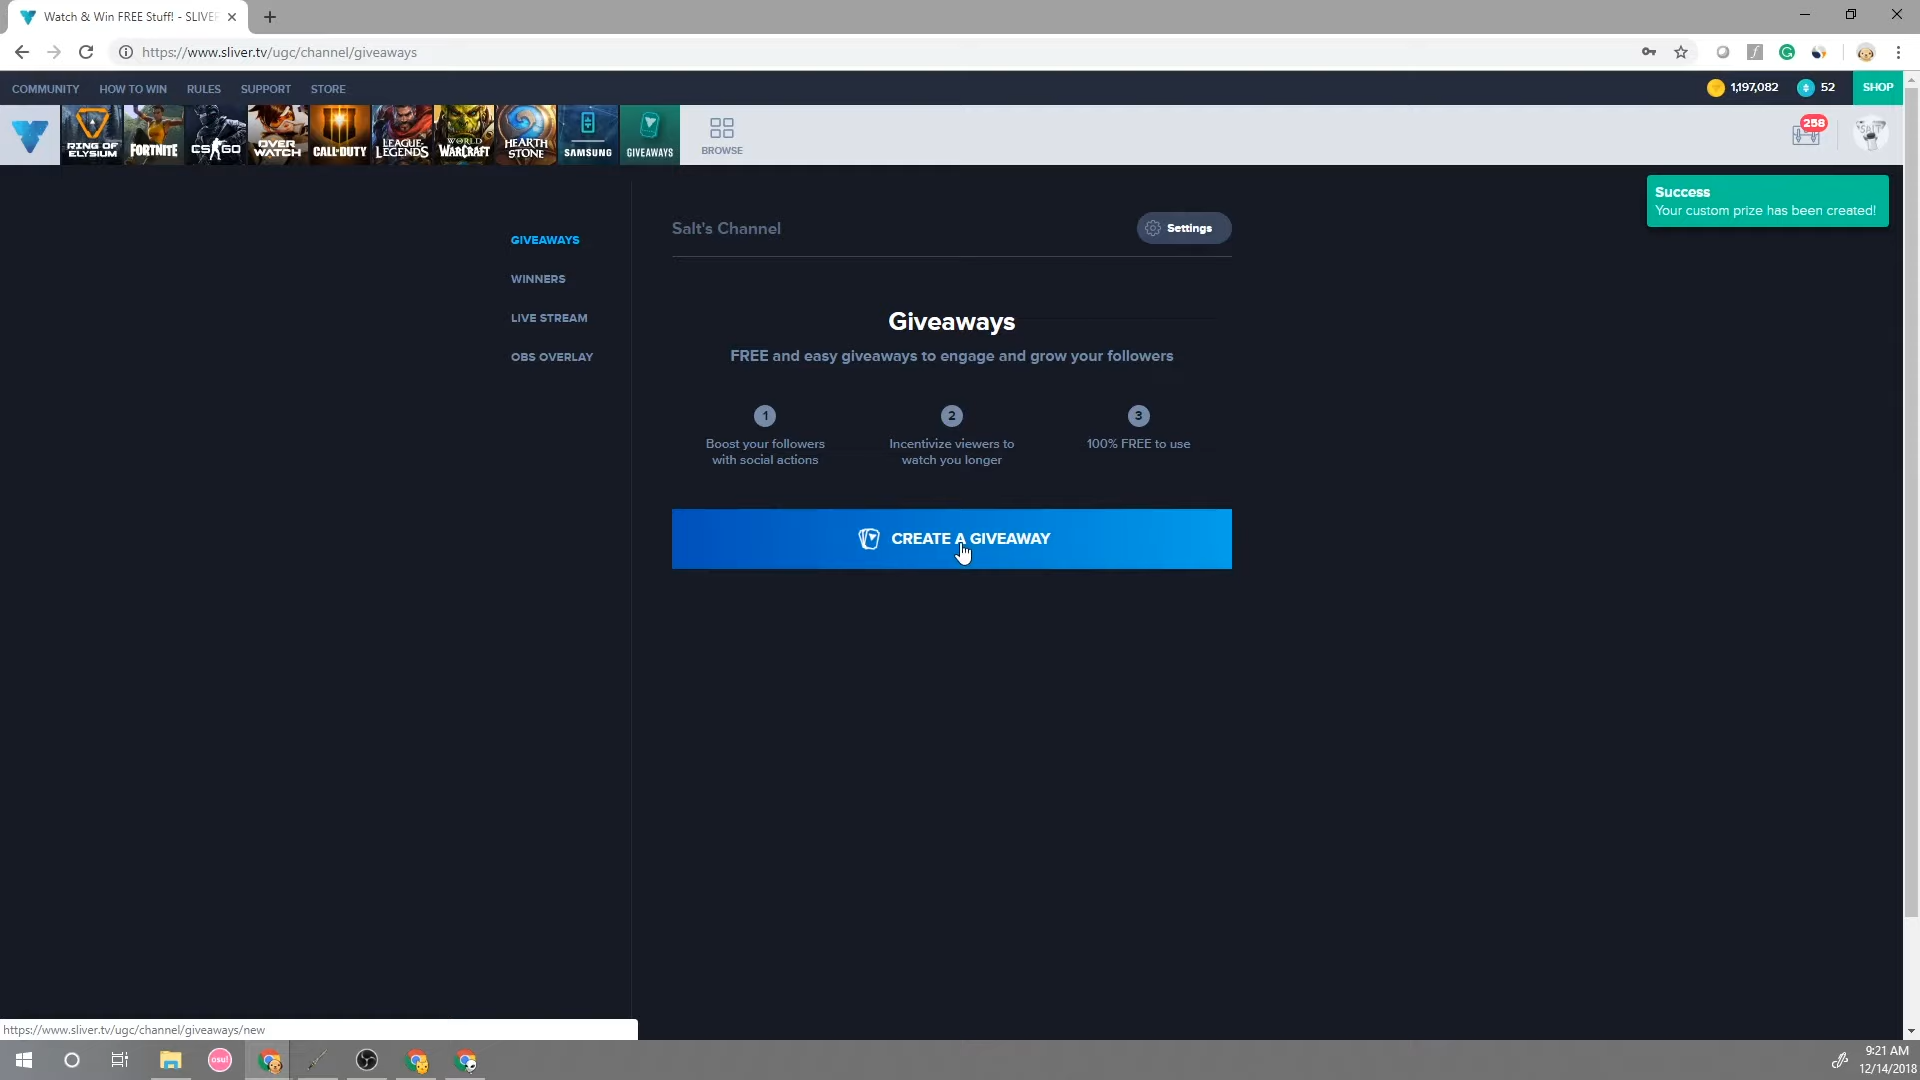 Watch & Win FREE Stuff! - SLIVER
https://www.sliver.tv/ugc/channel/giveaways
COMMUNITY HOW TO WIN RULES SUPPORT STORE
1,197,082 52 SHOP
RING OF ELYSIUM
FORTNITE
CS:GO
OVERWATCH
CALL·DUTY
LEAGUE LEGENDS
WORLD WARCRAFT
HEARTHSTONE
SAMSUNG
GIVEAWAYS
BROWSE
258
SALT
Success
Your custom prize has been created!
GIVEAWAYS
WINNERS
LIVE STREAM
OBS OVERLAY
Salt's Channel
Settings
Giveaways
FREE and easy giveaways to engage and grow your followers
1 2 3
Boost your followers Incentivize viewers to 100% FREE to use
with social actions watch you longer
CREATE A GIVEAWAY
https://www.sliver.tv/ugc/channel/giveaways/new
osu!
9:21 AM
12/14/2018